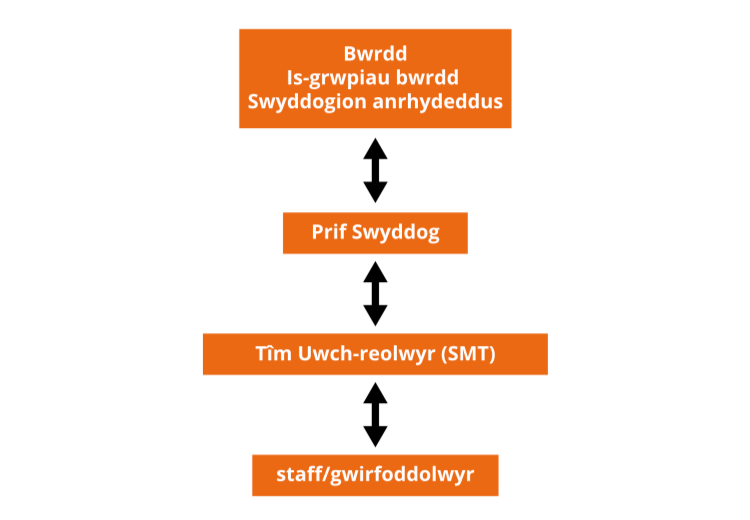 Bwrdd
Is-grwpiau bwrdd
Swyddogion anrhydeddus
Prif Swyddog
Tîm Uwch-reolwyr (SMT)
staff/gwirfoddolwyr